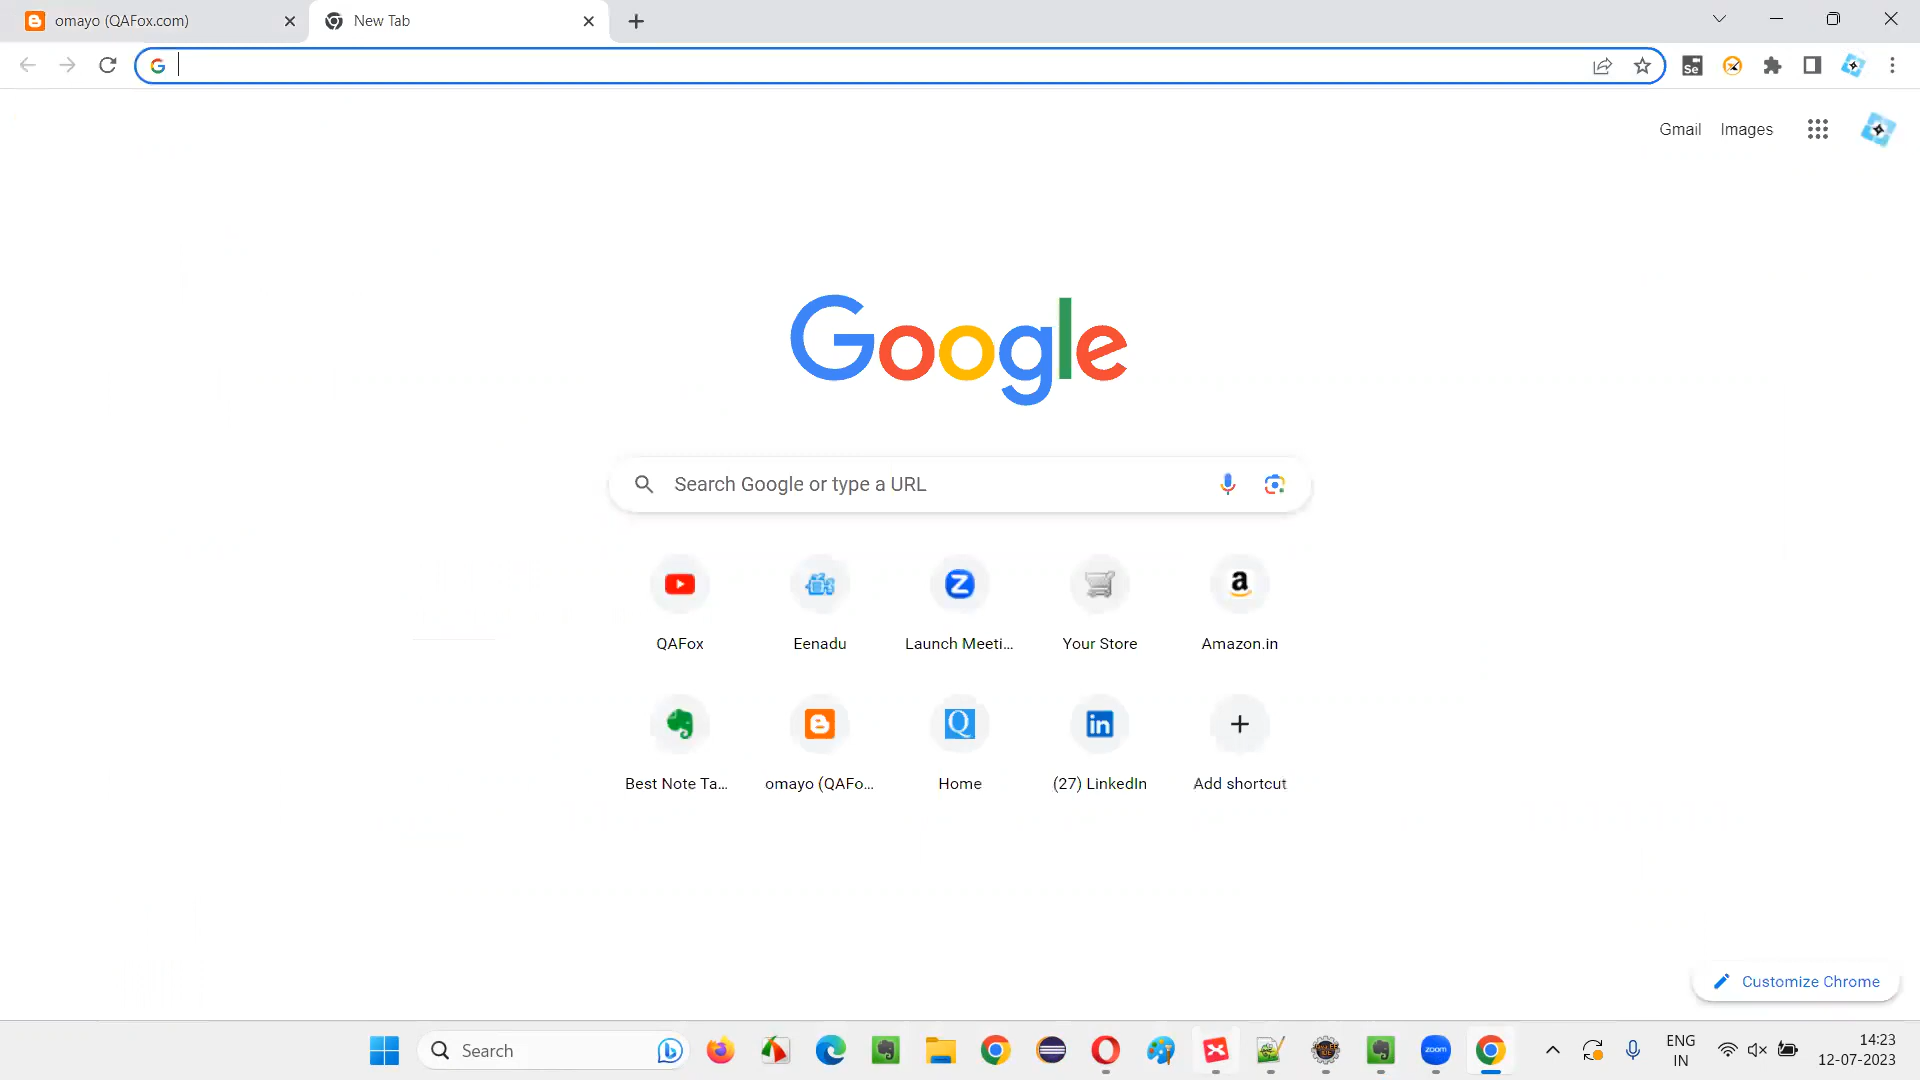 omayo (QAFox.com)
New Tab
Se
Gmail
Images
Google
Search Google or type a URL
QAFox
Eenadu
Launch Meeti...
Your Store
Amazon.in
Best Note Ta...
omayo (QAFo...
Home
(27) LinkedIn
Add shortcut
Customize Chrome
Search
zoom
ENG
IN
14:23
12-07-2023